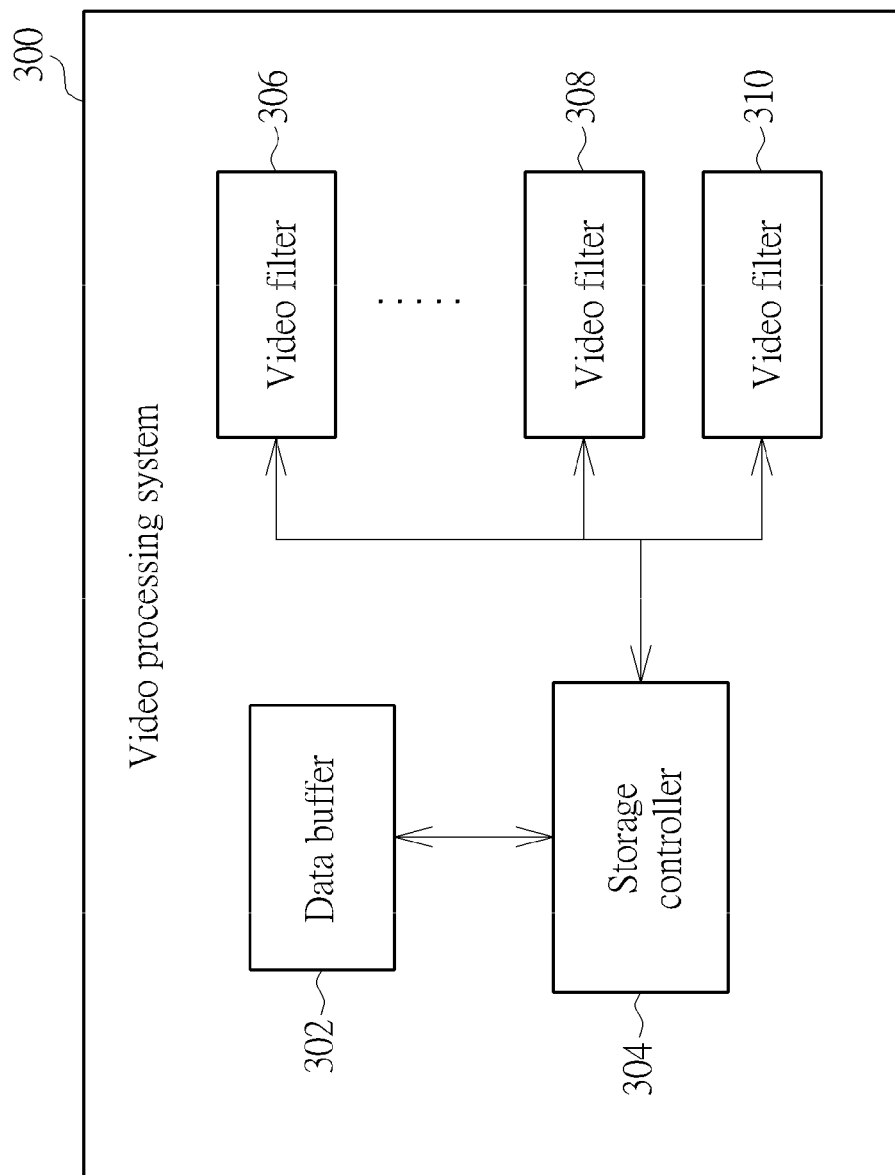 300
Video processing system
302
Data buffer
304
Storage
controller
Video filter
306
.....
Video filter
308
Video filter
310